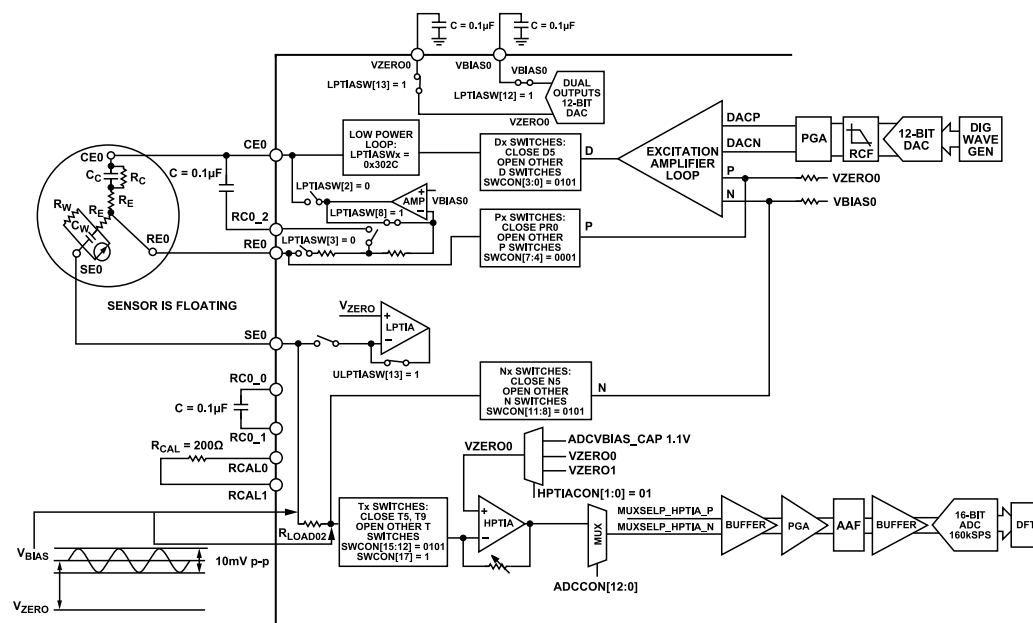 C = 0.1µF
C = 0.1µF
VZERO0
VBIAS0
VBIAS0
LPTIASW[13] = 1
LPTIASW[12] = 1
VZERO0
DUAL
OUTPUTS
12-BIT
DAC
CE0
CE0
LOW POWER
LOOP:
LPTIASWx =
0x302C
Dx SWITCHES:
CLOSE D5
OPEN OTHER
D SWITCHES
SWCON[3:0] = 0101
D
EXCITATION
AMPLIFIER
LOOP
DACP
DACN
P
N
PGA
RCF
12-BIT
DAC
DIG
WAVE
GEN
VZERO0
VBIAS0
CC
RC
RE
RW
RE
CW
SE0
RE0
C = 0.1µF
LPTIASW[2] = 0
AMP
+
–
VBIAS0
LPTIASW[8] = 1
RC0_2
RE0
LPTIASW[3] = 0
Px SWITCHES:
CLOSE PR0
OPEN OTHER
P SWITCHES
SWCON[7:4] = 0001
P
SENSOR IS FLOATING
VZERO
+
–
LPTIA
SE0
ULPTIASW[13] = 1
Nx SWITCHES:
CLOSE N5
OPEN OTHER
N SWITCHES
SWCON[11:8] = 0101
N
RC0_0
C = 0.1µF
RC0_1
RCAL = 200Ω
RCAL0
RCAL1
VZERO0
ADCVBIAS_CAP 1.1V
VZERO0
VZERO1
HPTIACON[1:0] = 01
RLOAD02
Tx SWITCHES:
CLOSE T5, T9
OPEN OTHER T
SWITCHES
SWCON[15:12] = 0101
SWCON[17] = 1
+
–
HPTIA
MUX
MUXSELP_HPTIA_P
MUXSELP_HPTIA_N
ADCCON[12:0]
BUFFER
PGA
AAF
BUFFER
16-BIT
ADC
160kSPS
DFT
VBIAS
10mV p-p
VZERO